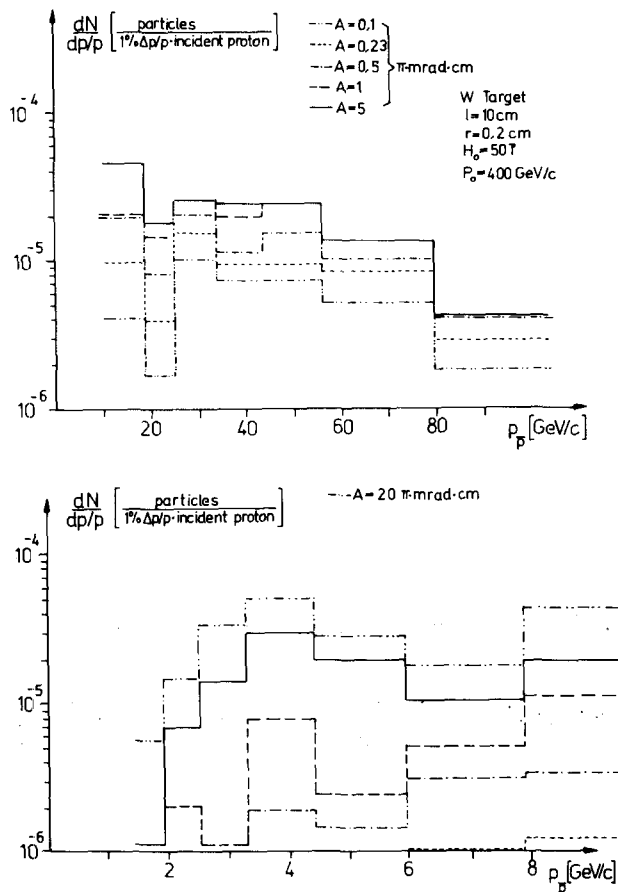 dN
dp/p [ particles
1% Δp/p·incident proton ]
A=0,1
A=0,23
A=0,5
A=1
A=5
π·mrad·cm
W Target
l=10cm
r=0,2 cm
H₀=50T
P₀=400 GeV/c
10⁻⁴
10⁻⁵
10⁻⁶
20
40
60
80
p_p̅ [GeV/c]
dN
dp/p [ particles
1% Δp/p·incident proton ]
A=20 π·mrad·cm
10⁻⁴
10⁻⁵
10⁻⁶
2
4
6
8
p_p̅ [GeV/c]